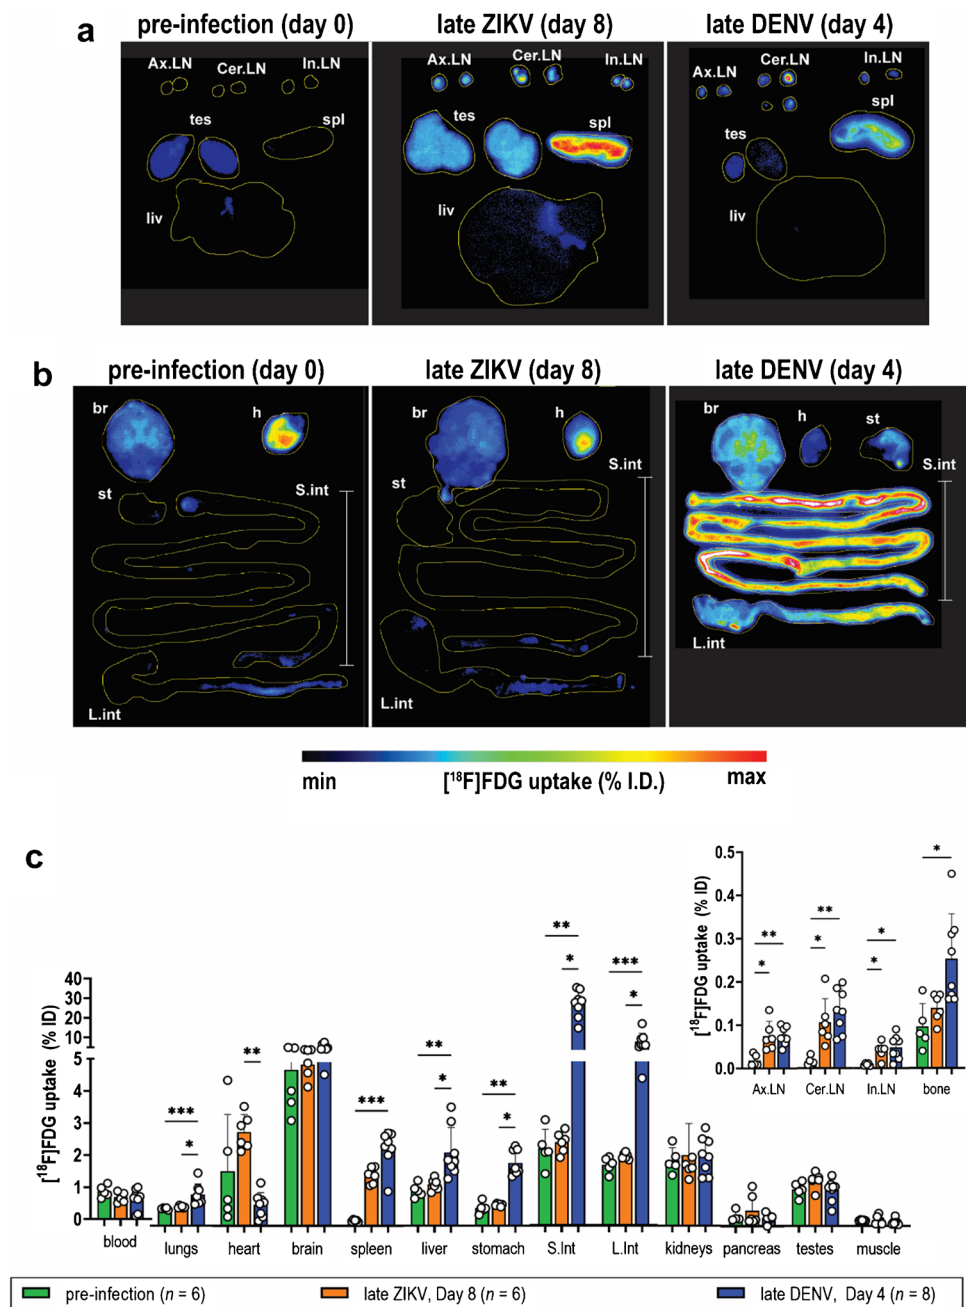 a
pre-infection (day 0) late ZIKV (day 8) late DENV (day 4)
Ax.LN Cer.LN In.LN
tes spl
liv
Ax.LN Cer.LN In.LN
tes spl
liv
Ax.LN Cer.LN In.LN
tes spl
liv
b
pre-infection (day 0) late ZIKV (day 8) late DENV (day 4)
br h
st S.int
L.int
br h
st S.int
L.int
br h st
S.int
L.int
min [¹⁸F]FDG uptake (% I.D.) max
c
[¹⁸F]FDG uptake (% ID)
0.5
0.4
0.3
0.2
0.1
0
** * ** * * * *
Ax.LN Cer.LN In.LN bone
[¹⁸F]FDG uptake (% ID)
40
30
20
10
5
4
3
2
1
0
*** * ** *** ** * ** * ** * *** *
blood lungs heart brain spleen liver stomach S.Int L.Int kidneys pancreas testes muscle
pre-infection (n = 6) late ZIKV, Day 8 (n = 6) late DENV, Day 4 (n = 8)